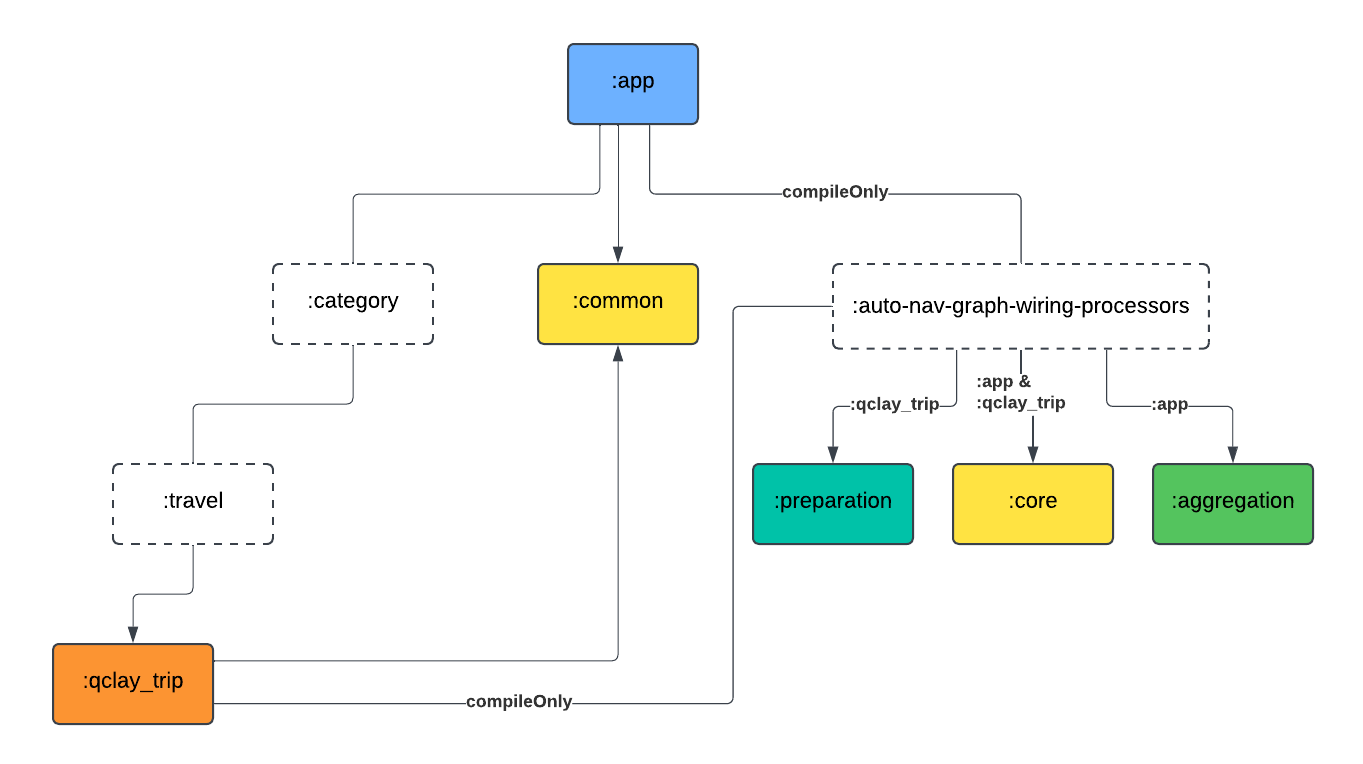 :app
compileOnly
:category
:common
:auto-nav-graph-wiring-processors
:qclay_trip
:app &
:qclay_trip
:app
:travel
:preparation
:core
:aggregation
:qclay_trip
compileOnly